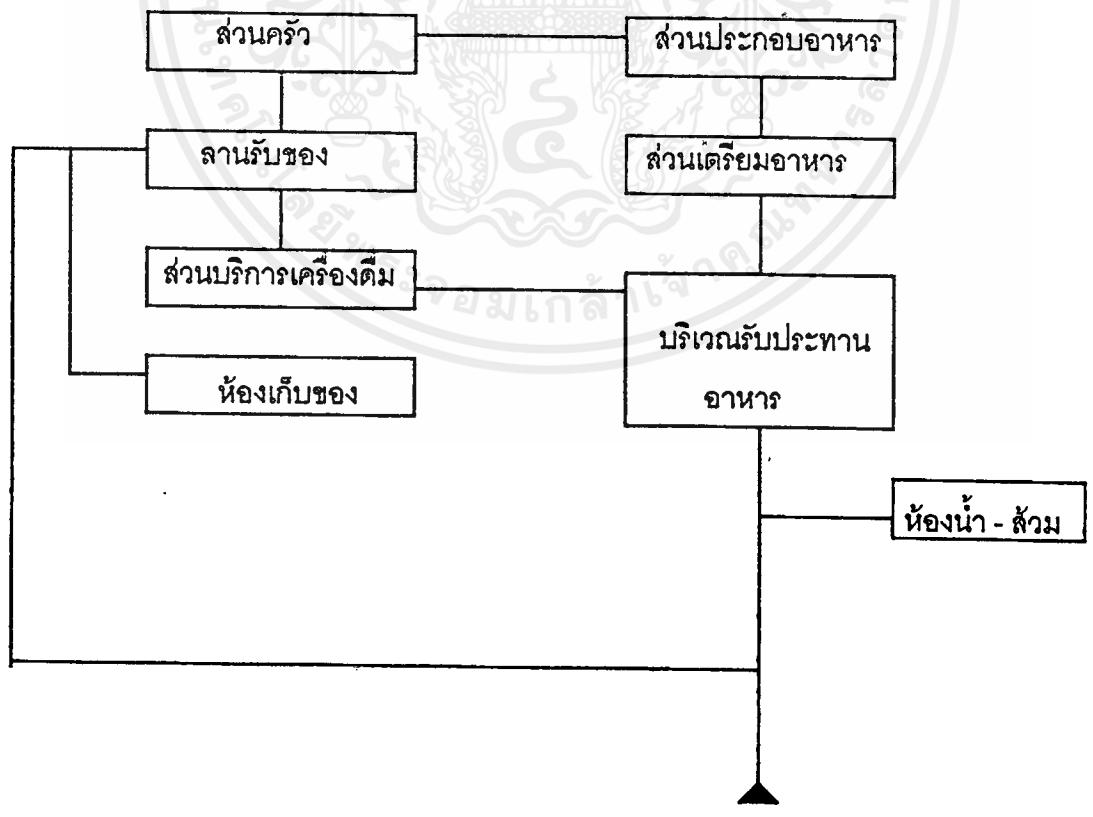 ส่วนครัว
ส่วนประกอบอาหาร
ลานรับของ
ส่วนเตรียมอาหาร
ส่วนบริการเครื่องดื่ม
บริเวณรับประทาน
อาหาร
ห้องเก็บของ
ห้องน้ำ - ส้วม